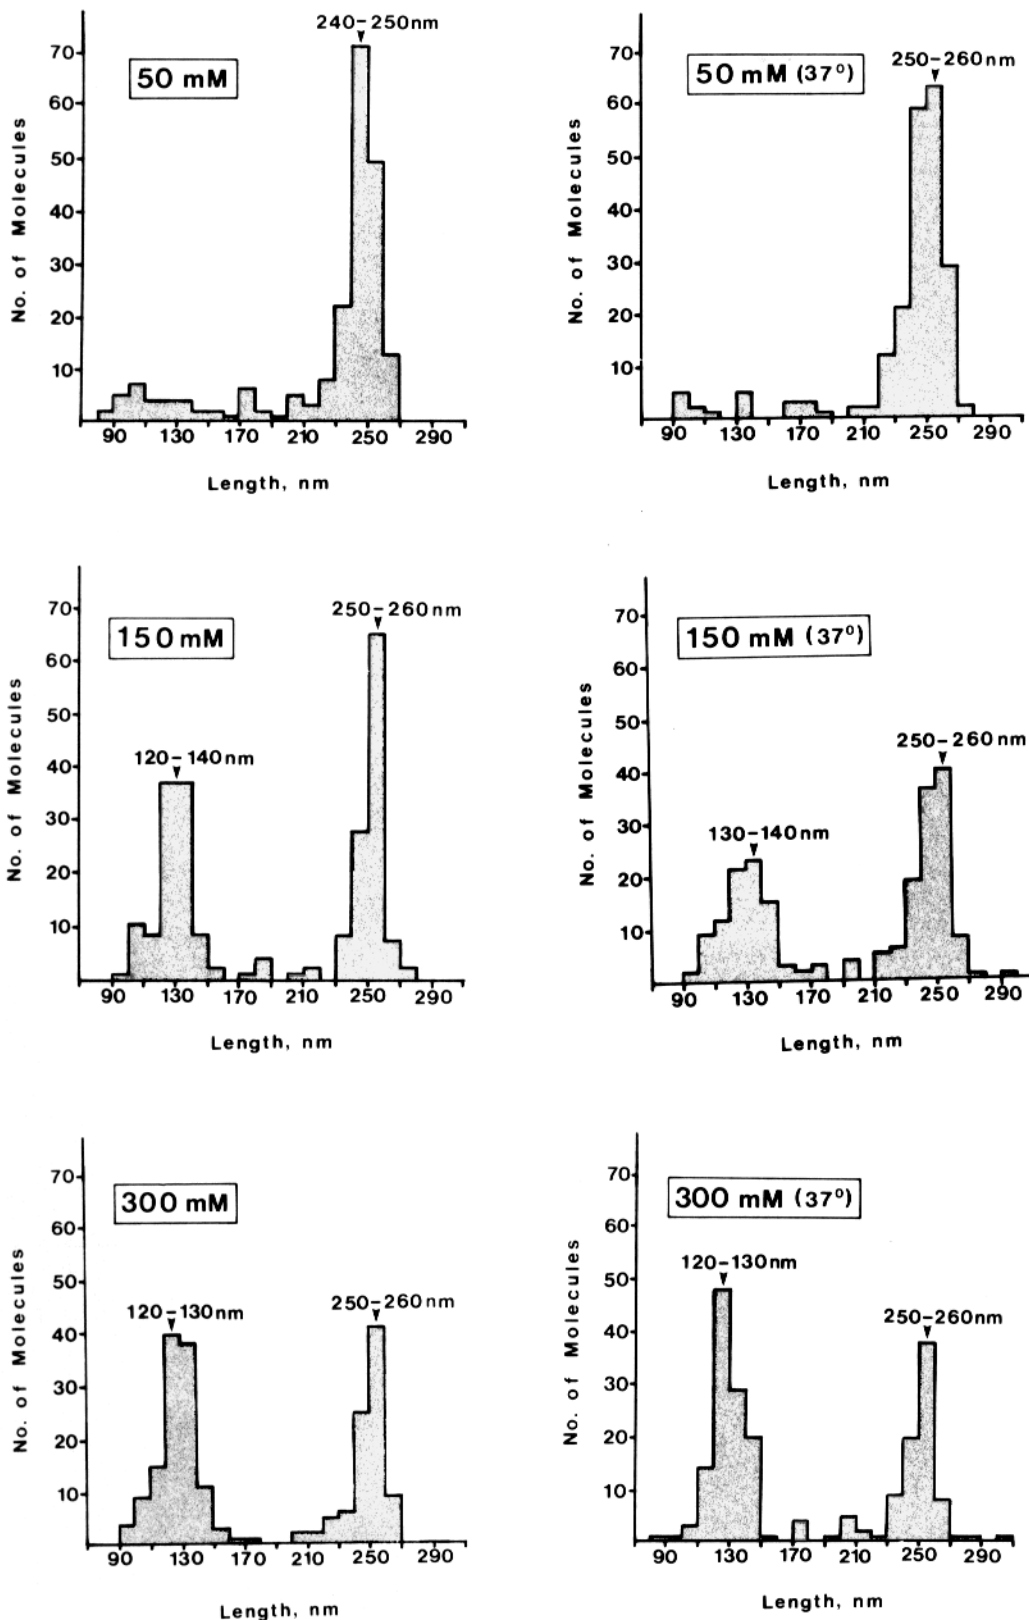 240-250nm
50 mM
70
60
50
40
30
20
10
No. of Molecules
90 130 170 210 250 290
Length, nm
250-260nm
50 mM (37°)
70
60
50
40
30
20
10
No. of Molecules
90 130 170 210 250 290
Length, nm
250-260nm
150 mM
120-140nm
70
60
50
40
30
20
10
No. of Molecules
90 130 170 210 250 290
Length, nm
150 mM (37°)
250-260nm
130-140nm
70
60
50
40
30
20
10
No. of Molecules
90 130 170 210 250 290
Length, nm
300 mM
120-130nm
250-260nm
70
60
50
40
30
20
10
No. of Molecules
90 130 170 210 250 290
Length, nm
300 mM (37°)
120-130nm
250-260nm
70
60
50
40
30
20
10
No. of Molecules
90 130 170 210 250 290
Length, nm